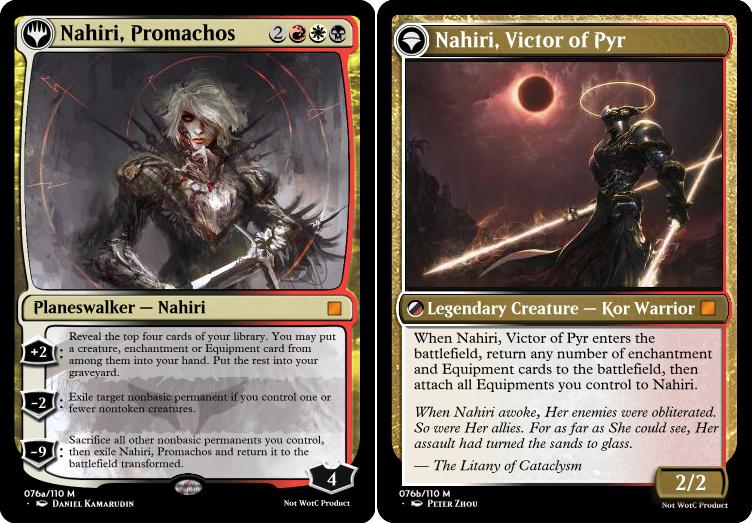 Nahiri, Promachos
2
Planeswalker — Nahiri
+2
:
Reveal the top four cards of your library. You may put
a creature, enchantment or Equipment card from
among them into your hand. Put the rest into your
graveyard.
-2
:
Exile target nonbasic permanent if you control one or
fewer nontoken creatures.
-9
:
Sacrifice all other nonbasic permanents you control,
then exile Nahiri, Promachos and return it to the
battlefield transformed.
4
076a/110 M
· DANIEL KAMARUDIN
Not WotC Product
Nahiri, Victor of Pyr
Legendary Creature — Kor Warrior
When Nahiri, Victor of Pyr enters the
battlefield, return any number of enchantment
and Equipment cards to the battlefield, then
attach all Equipments you control to Nahiri.
When Nahiri awoke, Her enemies were obliterated.
So were Her allies. For as far as She could see, Her
assault had turned the sands to glass.
— The Litany of Cataclysm
2/2
076b/110 M
· PETER ZHOU
Not WotC Product